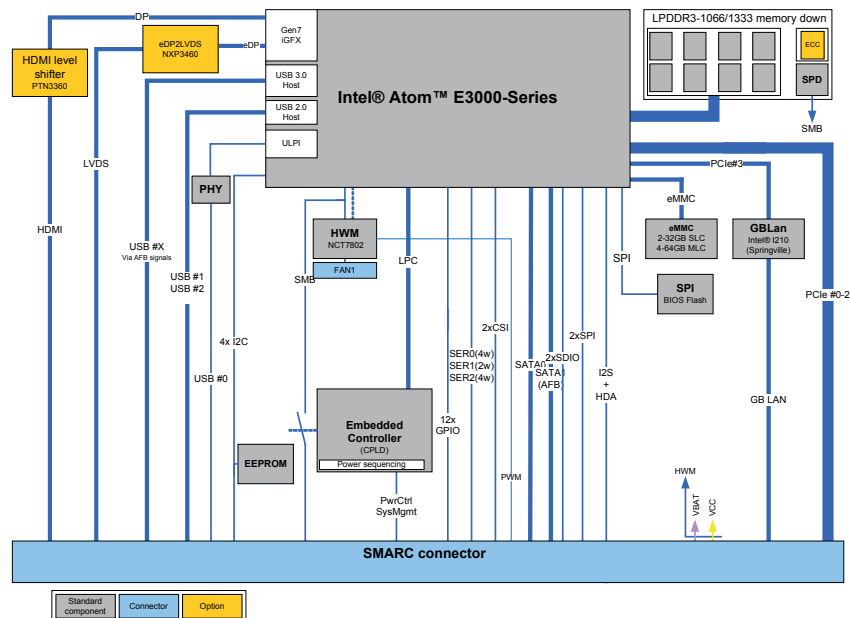 DP
LPDDR3-1066/1333 memory down
Gen7
iGFX
eDP2LVDS
NXP3460
eDP
ECC
HDMI level
shifter
PTN3360
USB 3.0
Host
SPD
Intel® Atom™ E3000-Series
USB 2.0
Host
SMB
ULPI
LVDS
PCIe#3
PHY
eMMC
HDMI
HWM
NCT7802
eMMC
2-32GB SLC
4-64GB MLC
GBLan
Intel® I210
(Springville)
USB #X
Via AFB signals
LPC
SPI
FAN1
USB #1
USB #2
SMB
SPI
BIOS Flash
PCIe #0-2
4x I2C
2xCSI
2xSPI
SER0(4w)
SER1(2w)
SER2(4w)
SATA0
2xSDIO
SATA1
(AFB)
I2S
+
HDA
USB #0
GB LAN
12x
GPIO
Embedded
Controller
(CPLD)
Power sequencing
EEPROM
HWM
PWM
VBAT
VCC
PwrCtrl
SysMgmt
SMARC connector
Standard
component
Connector
Option